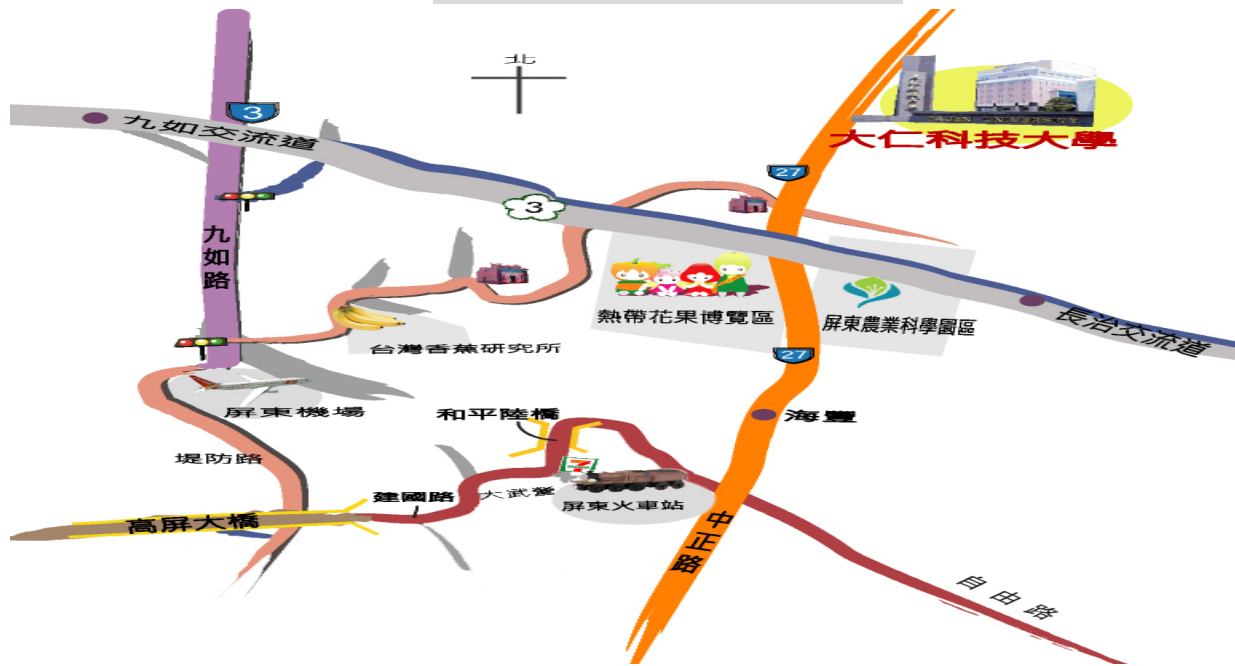 北
3
九如交流道
27
TAJEN UNIVERSITY
大仁科技大學
3
九如路
熱帶花果博覽區
屏東農業科學園區
長治交流道
台灣香蕉研究所
27
屏東機場
和平陸橋
海豐
堤防路
7
建國路
大武營
屏東火車站
高屏大橋
中正路
自由路